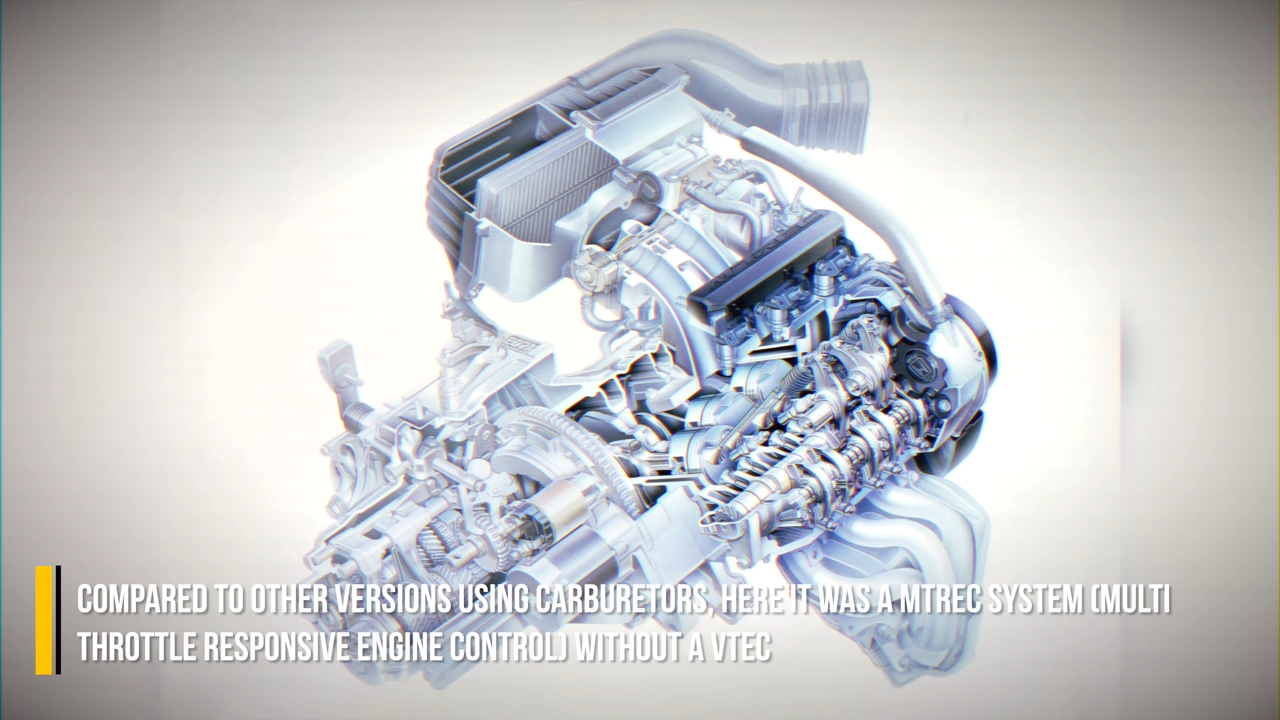 COMPARED TO OTHER VERSIONS USING CARBURETORS, HERE IT WAS A MTREC SYSTEM (MULTI
THROTTLE RESPONSIVE ENGINE CONTROL) WITHOUT A VTEC